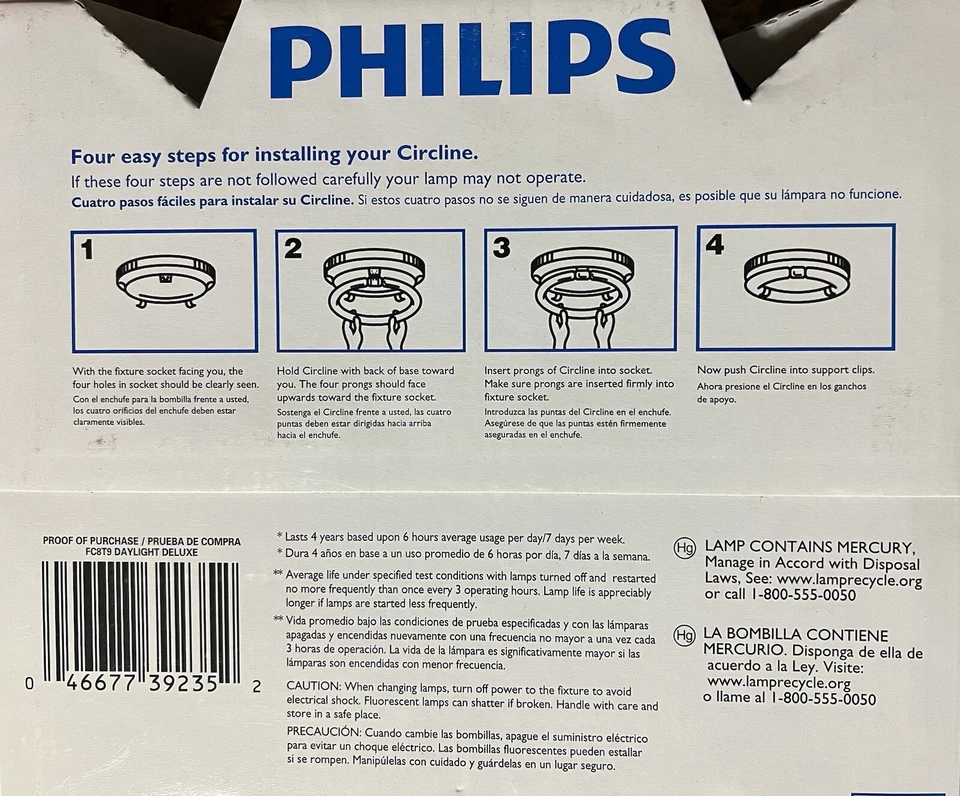 PHILIPS
Four easy steps for installing your Circline.
If these four steps are not followed carefully your lamp may not operate.
Cuatro pasos fáciles para instalar su Circline. Si estos cuatro pasos no se siguen de manera cuidadosa, es posible que su lámpara no funcione.
1
With the fixture socket facing you, the
four holes in socket should be clearly seen.
Con el enchufe para la bombilla frente a usted,
los cuatro orificios del enchufe deben estar
claramente visibles.
2
Hold Circline with back of base toward
you. The four prongs should face
upwards toward the fixture socket.
Sostenga el Circline frente a usted, las cuatro
puntas deben estar dirigidas hacia arriba
hacia el enchufe.
3
Insert prongs of Circline into socket.
Make sure prongs are inserted firmly into
fixture socket.
Introduzca las puntas del Circline en el enchufe.
Asegúrese de que las puntas estén firmemente
aseguradas en el enchufe.
4
Now push Circline into support clips.
Ahora presione el Circline en los ganchos
de apoyo.
PROOF OF PURCHASE / PRUEBA DE COMPRA
FC8T9 DAYLIGHT DELUXE
0 46677 39235 2
* Lasts 4 years based upon 6 hours average usage per day/7 days per week.
* Dura 4 años en base a un uso promedio de 6 horas por día, 7 días a la semana.
** Average life under specified test conditions with lamps turned off and restarted
no more frequently than once every 3 operating hours. Lamp life is appreciably
longer if lamps are started less frequently.
** Vida promedio bajo las condiciones de prueba especificadas y con las lámparas
apagadas y encendidas nuevamente con una frecuencia no mayor a una vez cada
3 horas de operación. La vida de la lámpara es significativamente mayor si las
lámparas son encendidas con menor frecuencia.
CAUTION: When changing lamps, turn off power to the fixture to avoid
electrical shock. Fluorescent lamps can shatter if broken. Handle with care and
store in a safe place.
PRECAUCIÓN: Cuando cambie las bombillas, apague el suministro eléctrico
para evitar un choque eléctrico. Las bombillas fluorescentes pueden estallar
si se rompen. Manipúlelas con cuidado y guárdelas en un lugar seguro.
Hg LAMP CONTAINS MERCURY,
Manage in Accord with Disposal
Laws, See: www.lamprecycle.org
or call 1-800-555-0050
Hg LA BOMBILLA CONTIENE
MERCURIO. Disponga de ella de
acuerdo a la Ley. Visite:
www.lamprecycle.org
o llame al 1-800-555-0050